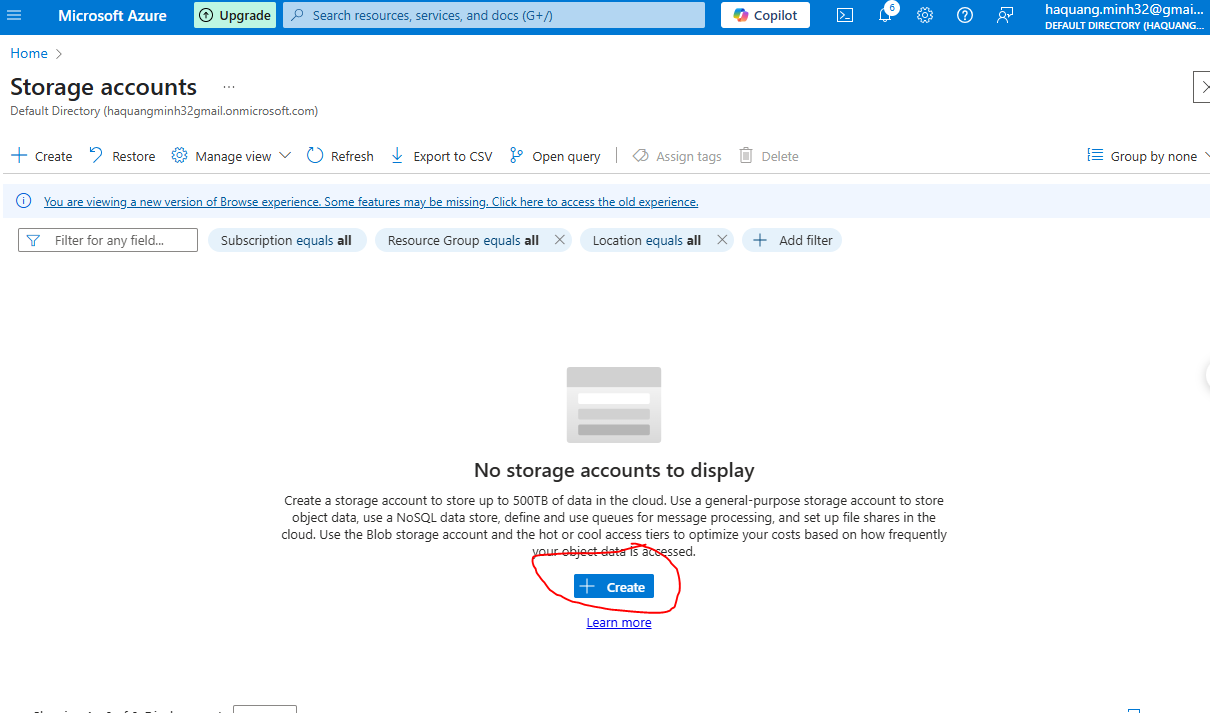 Microsoft Azure
Upgrade
Search resources, services, and docs (G+/)
Copilot
6
haquang.minh32@gmai...
DEFAULT DIRECTORY (HAQUANG...
Home
Storage accounts ...
Default Directory (haquangminh32gmail.onmicrosoft.com)
Create
Restore
Manage view
Refresh
Export to CSV
Open query
Assign tags
Delete
Group by none
You are viewing a new version of Browse experience. Some features may be missing. Click here to access the old experience.
Filter for any field...
Subscription equals all
Resource Group equals all
Location equals all
Add filter
No storage accounts to display
Create a storage account to store up to 500TB of data in the cloud. Use a general-purpose storage account to store
object data, use a NoSQL data store, define and use queues for message processing, and set up file shares in the
cloud. Use the Blob storage account and the hot or cool access tiers to optimize your costs based on how frequently
your object data is accessed.
Create
Learn more